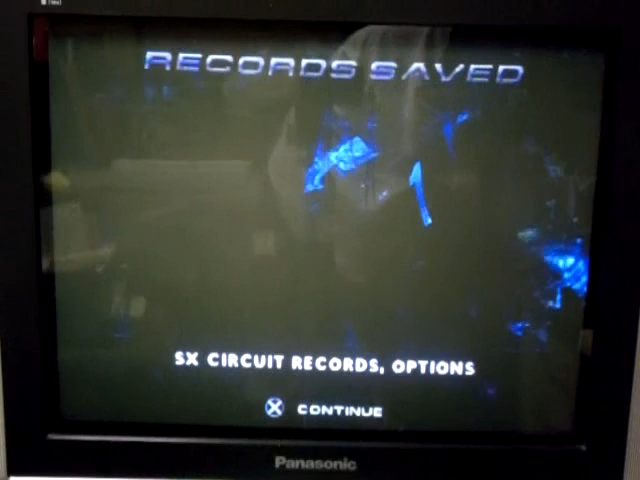 RECORDS SAVED
SX CIRCUIT RECORDS, OPTIONS
X CONTINUE
Panasonic